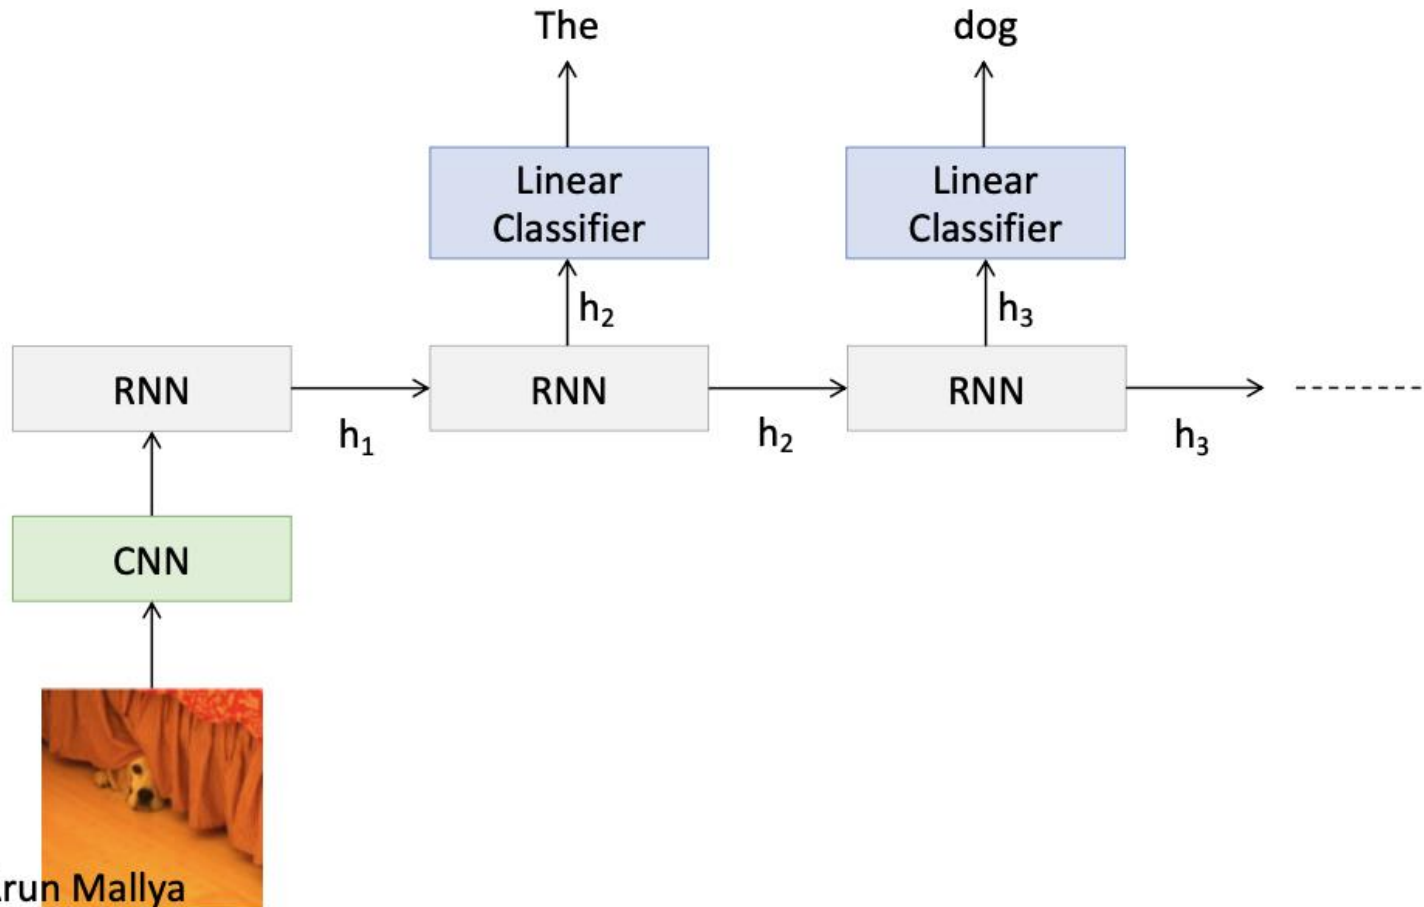 The
dog
Linear
Classifier
Linear
Classifier
h₂
h₃
RNN
RNN
RNN
h₁
h₂
h₃
CNN
run Mallya